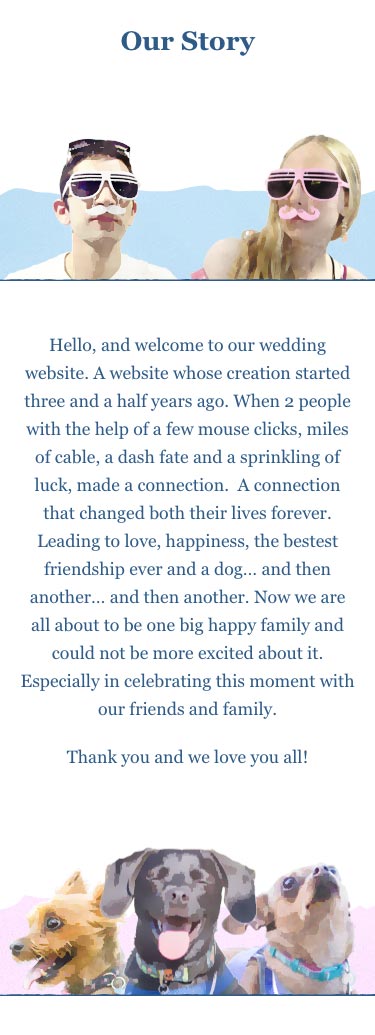 Our Story
Hello, and welcome to our wedding
website. A website whose creation started
three and a half years ago. When 2 people
with the help of a few mouse clicks, miles
of cable, a dash fate and a sprinkling of
luck, made a connection.  A connection
that changed both their lives forever.
Leading to love, happiness, the bestest
friendship ever and a dog... and then
another... and then another. Now we are
all about to be one big happy family and
could not be more excited about it.
Especially in celebrating this moment with
our friends and family.
Thank you and we love you all!